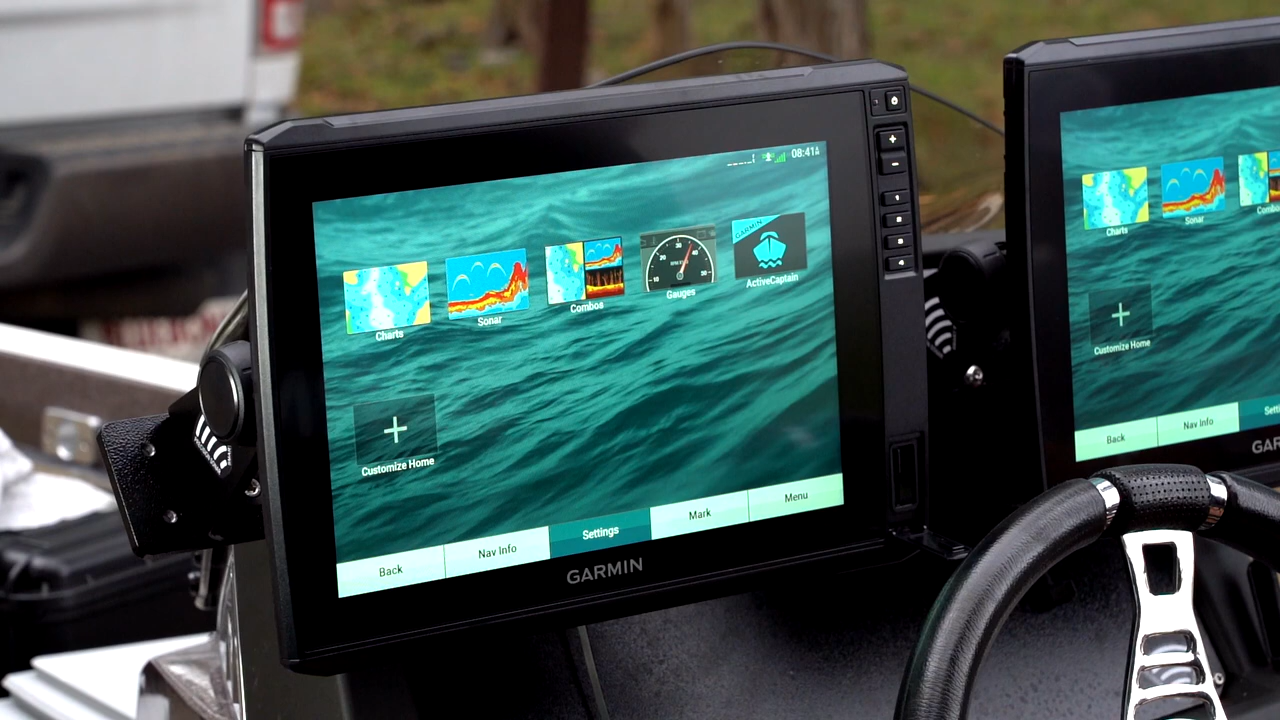 08:41
Charts
Sonar
Combos
Gauges
GARMIN
ActiveCaptain
Customize Home
Back
Nav Info
Settings
Mark
Menu
GARMIN
Charts
Sonar
Customize Home
Back
Nav Info